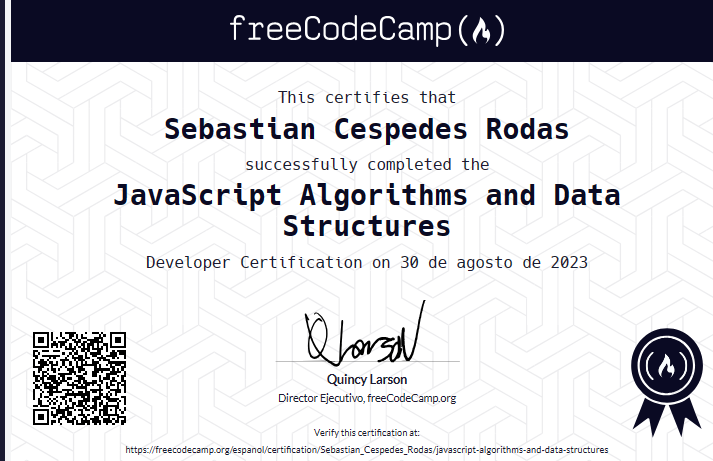 freeCodeCamp
This certifies that
Sebastian Cespedes Rodas
successfully completed the
JavaScript Algorithms and Data
Structures
Developer Certification on 30 de agosto de 2023
Quincy Larson
Director Ejecutivo, freeCodeCamp.org
Verify this certification at:
https://freecodecamp.org/espanol/certification/Sebastian_Cespedes_Rodas/javascript-algorithms-and-data-structures